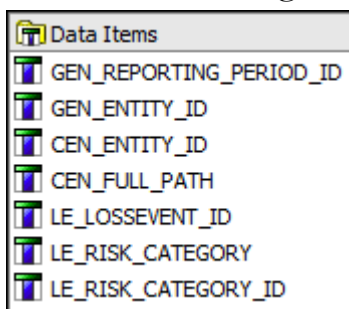 Data Items
GEN_REPORTING_PERIOD_ID
GEN_ENTITY_ID
CEN_ENTITY_ID
CEN_FULL_PATH
LE_LOSSEVENT_ID
LE_RISK_CATEGORY
LE_RISK_CATEGORY_ID